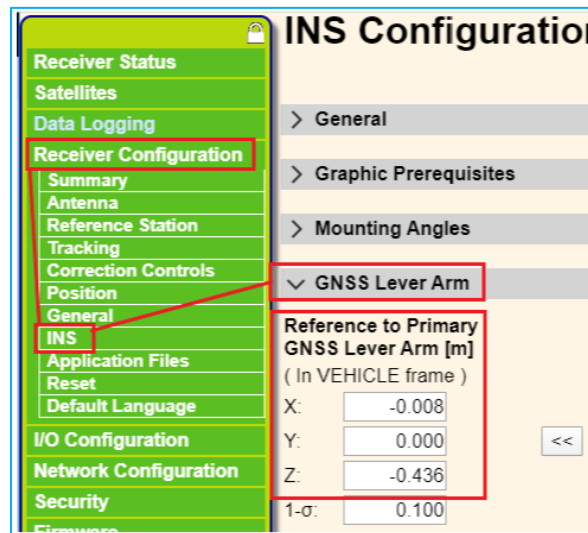 INS Configuration
Receiver Status
Satellites
Data Logging
Receiver Configuration
Summary
Antenna
Reference Station
Tracking
Correction Controls
Position
General
INS
Application Files
Reset
Default Language
I/O Configuration
Network Configuration
Security
Firmware
General
Graphic Prerequisites
Mounting Angles
GNSS Lever Arm
Reference to Primary
GNSS Lever Arm [m]
( In VEHICLE frame )
X: -0.008
Y: 0.000
<<
Z: -0.436
1-σ: 0.100